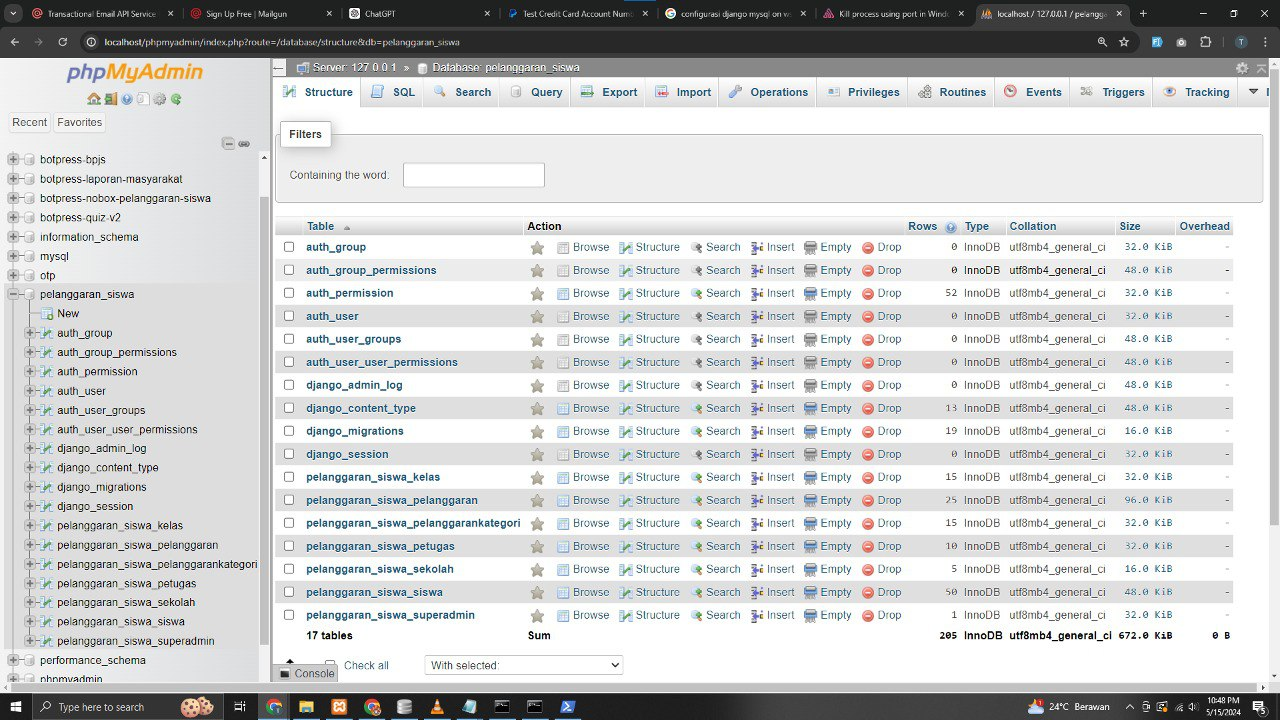 Transactional Email API Service
Sign Up Free | Mailgun
ChatGPT
Test Credit Card Account Num
configurasi django mysql on v
Kill process using port in Wind
localhost / 127.0.0.1 / pelangga
localhost/phpmyadmin/index.php?route=/database/structure&db=pelanggaran_siswa
T
phpMyAdmin
Recent
Favorites
botpress-bpjs
botpress-laporan-masyarakat
botpress-nobox-pelanggaran-siswa
botpress-quiz-v2
information_schema
mysql
otp
pelanggaran_siswa
New
auth_group
auth_group_permissions
auth_permission
auth_user
auth_user_groups
auth_user_user_permissions
django_admin_log
django_content_type
django_migrations
django_session
pelanggaran_siswa_kelas
pelanggaran_siswa_pelanggaran
pelanggaran_siswa_pelanggarankategori
pelanggaran_siswa_petugas
pelanggaran_siswa_sekolah
pelanggaran_siswa_siswa
pelanggaran_siswa_superadmin
performance_schema
phpmyadmin
Server: 127.0.0.1 » Database: pelanggaran_siswa
Structure SQL Search Query Export Import Operations Privileges Routines Events Triggers Tracking
Filters
Containing the word:
Table Action Rows Type Collation Size Overhead
auth_group Browse Structure Search Insert Empty Drop 0 InnoDB utf8mb4_general_ci 32.0 KiB -
auth_group_permissions Browse Structure Search Insert Empty Drop 0 InnoDB utf8mb4_general_ci 48.0 KiB -
auth_permission Browse Structure Search Insert Empty Drop 52 InnoDB utf8mb4_general_ci 32.0 KiB -
auth_user Browse Structure Search Insert Empty Drop 0 InnoDB utf8mb4_general_ci 32.0 KiB -
auth_user_groups Browse Structure Search Insert Empty Drop 0 InnoDB utf8mb4_general_ci 48.0 KiB -
auth_user_user_permissions Browse Structure Search Insert Empty Drop 0 InnoDB utf8mb4_general_ci 48.0 KiB -
django_admin_log Browse Structure Search Insert Empty Drop 0 InnoDB utf8mb4_general_ci 48.0 KiB -
django_content_type Browse Structure Search Insert Empty Drop 13 InnoDB utf8mb4_general_ci 48.0 KiB -
django_migrations Browse Structure Search Insert Empty Drop 19 InnoDB utf8mb4_general_ci 16.0 KiB -
django_session Browse Structure Search Insert Empty Drop 0 InnoDB utf8mb4_general_ci 32.0 KiB -
pelanggaran_siswa_kelas Browse Structure Search Insert Empty Drop 15 InnoDB utf8mb4_general_ci 32.0 KiB -
pelanggaran_siswa_pelanggaran Browse Structure Search Insert Empty Drop 25 InnoDB utf8mb4_general_ci 96.0 KiB -
pelanggaran_siswa_pelanggarankategori Browse Structure Search Insert Empty Drop 15 InnoDB utf8mb4_general_ci 32.0 KiB -
pelanggaran_siswa_petugas Browse Structure Search Insert Empty Drop 10 InnoDB utf8mb4_general_ci 32.0 KiB -
pelanggaran_siswa_sekolah Browse Structure Search Insert Empty Drop 5 InnoDB utf8mb4_general_ci 16.0 KiB -
pelanggaran_siswa_siswa Browse Structure Search Insert Empty Drop 50 InnoDB utf8mb4_general_ci 32.0 KiB -
pelanggaran_siswa_superadmin Browse Structure Search Insert Empty Drop 1 InnoDB utf8mb4_general_ci 32.0 KiB -
17 tables Sum 205 InnoDB utf8mb4_general_ci 672.0 KiB 0 B
Check all With selected:
Console
Type here to search
24°C Berawan
10:48 PM
5/15/2024